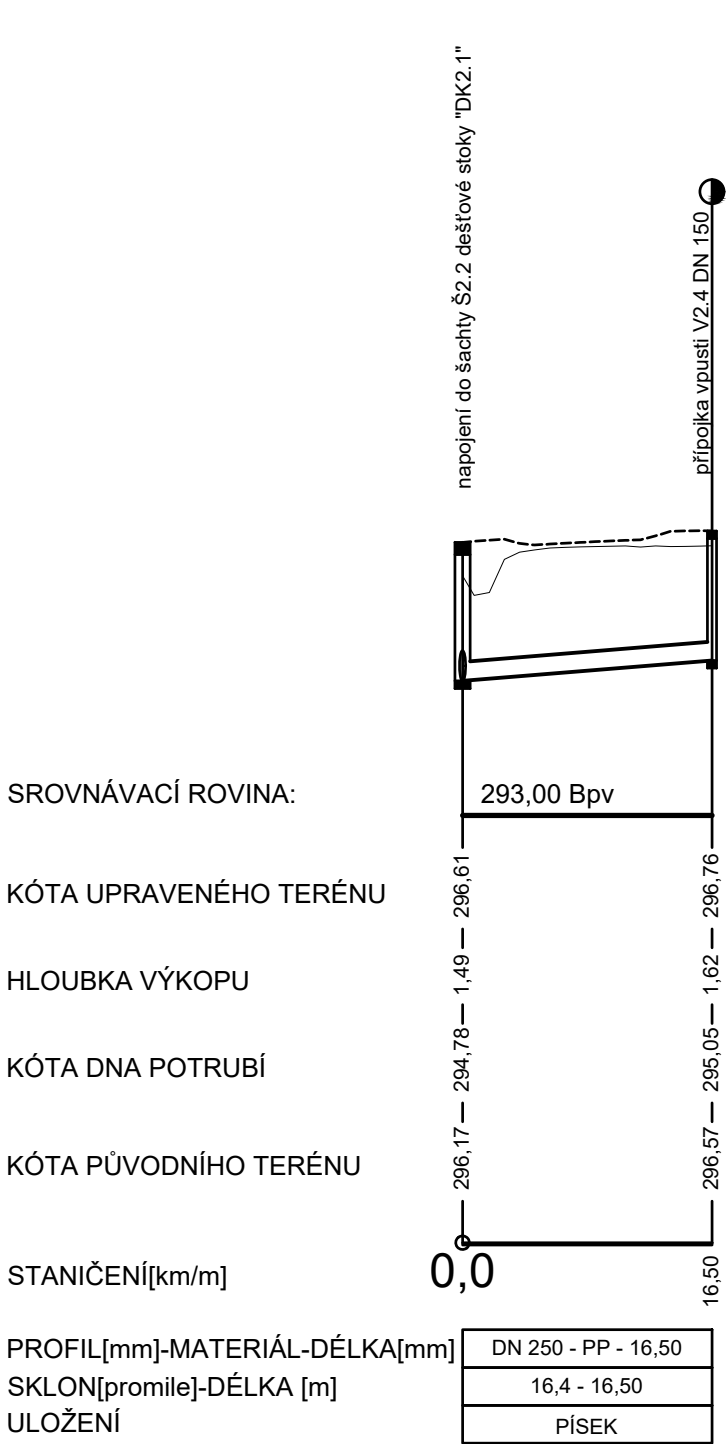 napojení do šachty Š2.2 dešťové stoky "DK2.1"
přípojka vpusti V2.4 DN 150
SROVNÁVACÍ ROVINA: 293,00 Bpv
KÓTA UPRAVENÉHO TERÉNU 296,61 296,76
HLOUBKA VÝKOPU 1,49 1,62
KÓTA DNA POTRUBÍ 294,78 295,05
KÓTA PŮVODNÍHO TERÉNU 296,17 296,57
STANIČENÍ[km/m] 0,0 16,50
PROFIL[mm]-MATERIÁL-DÉLKA[mm] DN 250 - PP - 16,50
SKLON[promile]-DÉLKA [m] 16,4 - 16,50
ULOŽENÍ PÍSEK